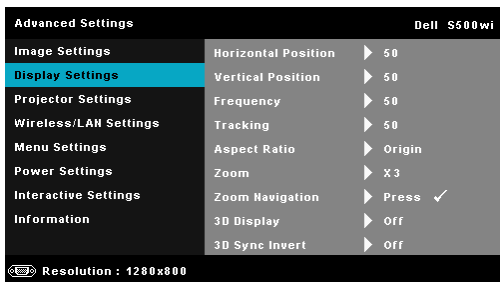 Advanced Settings Dell S500wi
Image Settings
Display Settings
Projector Settings
Wireless/LAN Settings
Menu Settings
Power Settings
Interactive Settings
Information
Horizontal Position 50
Vertical Position 50
Frequency 50
Tracking 50
Aspect Ratio Origin
Zoom X3
Zoom Navigation Press ✓
3D Display Off
3D Sync Invert Off
Resolution : 1280x800